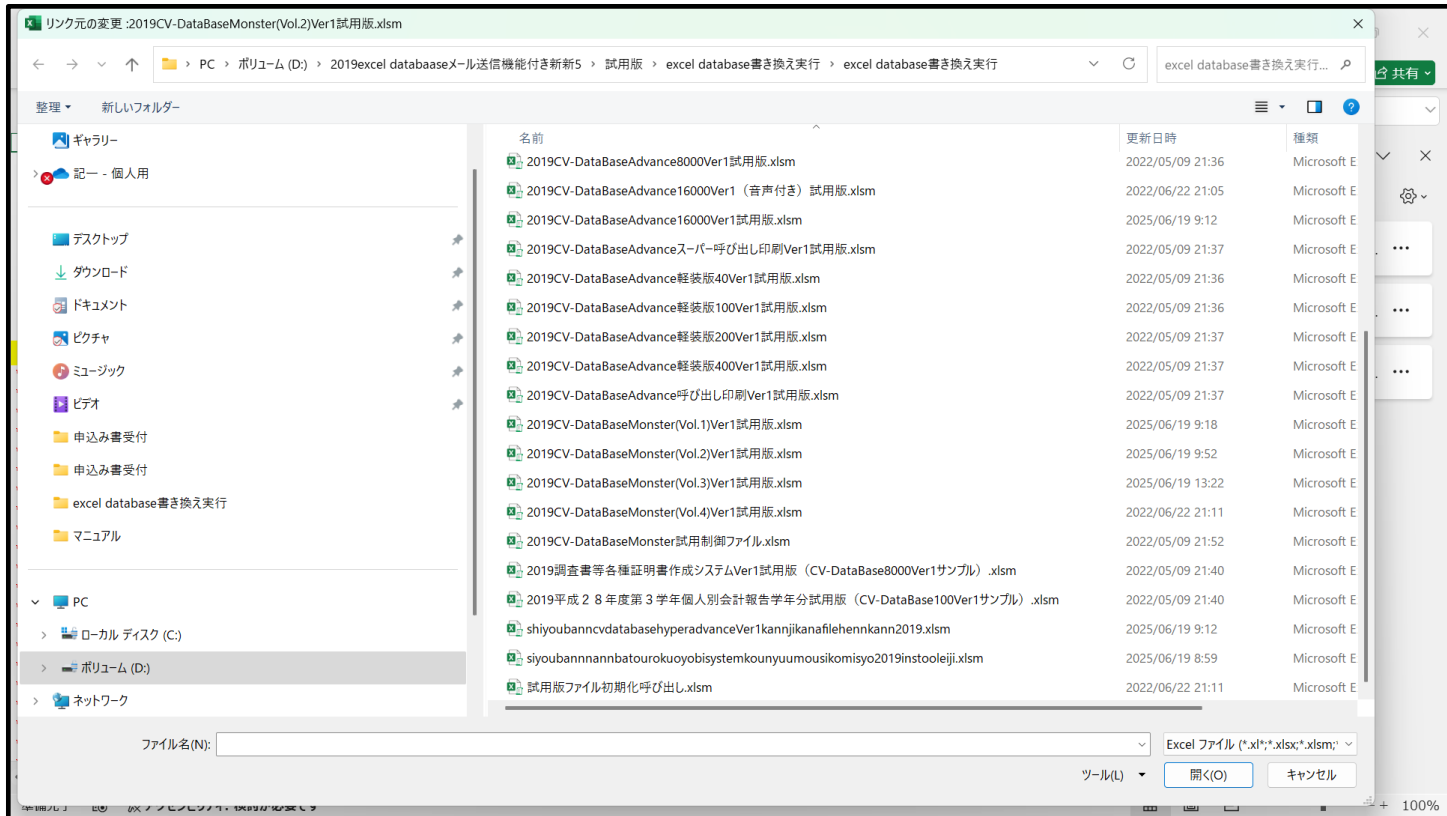 リンク元の変更 :2019CV-DataBaseMonster(Vol.2)Ver1試用版.xlsm
PC › ボリューム (D:) › 2019excel databaaseメール送信機能付き新新5 › 試用版 › excel database書き換え実行 › excel database書き換え実行
excel database書き換え実行...
共有
整理 新しいフォルダー
ギャラリー
記一 - 個人用
デスクトップ
ダウンロード
ドキュメント
ピクチャ
ミュージック
ビデオ
申込み書受付
申込み書受付
excel database書き換え実行
マニュアル
PC
ローカル ディスク (C:)
ボリューム (D:)
ネットワーク
名前 更新日時 種類
2019CV-DataBaseAdvance8000Ver1試用版.xlsm 2022/05/09 21:36 Microsoft E
2019CV-DataBaseAdvance16000Ver1（音声付き）試用版.xlsm 2022/06/22 21:05 Microsoft E
2019CV-DataBaseAdvance16000Ver1試用版.xlsm 2025/06/19 9:12 Microsoft E
2019CV-DataBaseAdvanceスーパー呼び出し印刷Ver1試用版.xlsm 2022/05/09 21:37 Microsoft E
2019CV-DataBaseAdvance軽装版40Ver1試用版.xlsm 2022/05/09 21:36 Microsoft E
2019CV-DataBaseAdvance軽装版100Ver1試用版.xlsm 2022/05/09 21:36 Microsoft E
2019CV-DataBaseAdvance軽装版200Ver1試用版.xlsm 2022/05/09 21:37 Microsoft E
2019CV-DataBaseAdvance軽装版400Ver1試用版.xlsm 2022/05/09 21:37 Microsoft E
2019CV-DataBaseAdvance呼び出し印刷Ver1試用版.xlsm 2022/05/09 21:37 Microsoft E
2019CV-DataBaseMonster(Vol.1)Ver1試用版.xlsm 2025/06/19 9:18 Microsoft E
2019CV-DataBaseMonster(Vol.2)Ver1試用版.xlsm 2025/06/19 9:52 Microsoft E
2019CV-DataBaseMonster(Vol.3)Ver1試用版.xlsm 2025/06/19 13:22 Microsoft E
2019CV-DataBaseMonster(Vol.4)Ver1試用版.xlsm 2022/06/22 21:11 Microsoft E
2019CV-DataBaseMonster試用制御ファイル.xlsm 2022/05/09 21:52 Microsoft E
2019調査書等各種証明書作成システムVer1試用版（CV-DataBase8000Ver1サンプル）.xlsm 2022/05/09 21:40 Microsoft E
2019平成２８年度第３学年個人別会計報告学年分試用版（CV-DataBase100Ver1サンプル）.xlsm 2022/05/09 21:40 Microsoft E
shiyoubanncvdatabasehyperadvanceVer1kannjikanafilehennkann2019.xlsm 2025/06/19 9:12 Microsoft E
siyoubannnannbatourokuoyobisystemkounyuumousikomisyo2019instooleiji.xlsm 2025/06/19 8:59 Microsoft E
試用版ファイル初期化呼び出し.xlsm 2022/06/22 21:11 Microsoft E
ファイル名(N): Excel ファイル (*.xl*;*.xlsx;*.xlsm;
ツール(L) 開く(O) キャンセル
100%